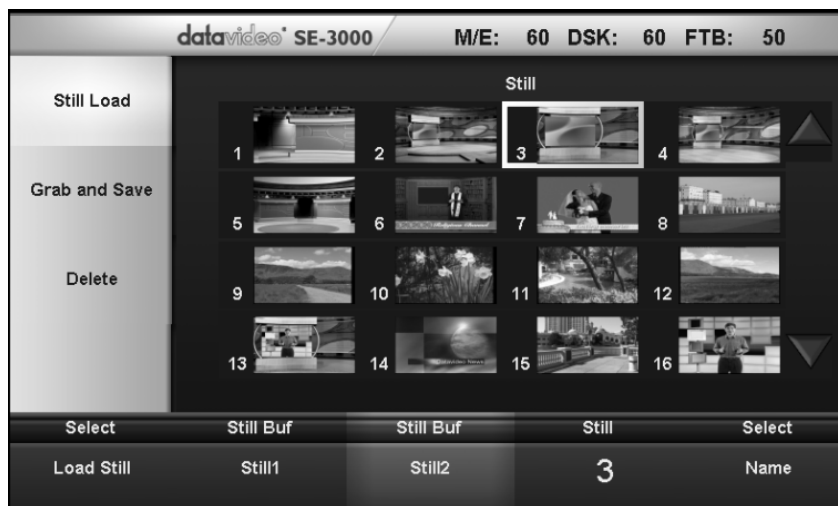 datavideo SE-3000 M/E: 60 DSK: 60 FTB: 50
Still Load
Grab and Save
Delete
Still
1 2 3 4
5 6 7 8
9 10 11 12
13 14 15 16
Select Still Buf Still Buf Still Select
Load Still Still1 Still2 3 Name